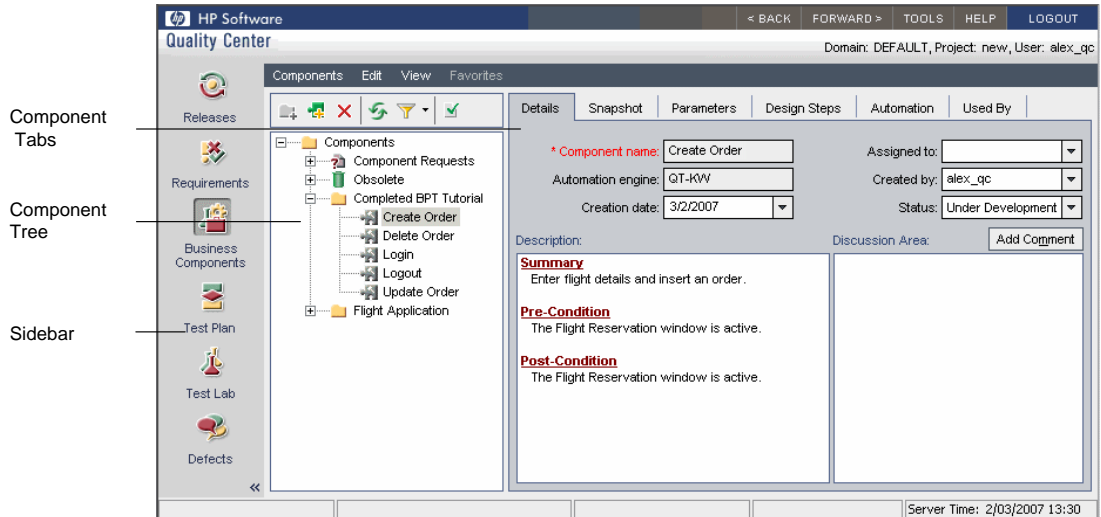 HP Software
< BACK FORWARD > TOOLS HELP LOGOUT
Quality Center
Domain: DEFAULT, Project: new, User: alex_qc
Components Edit View Favorites
Component
Tabs
Component
Tree
Sidebar
Releases
Requirements
Business
Components
Test Plan
Test Lab
Defects
«
Components
Component Requests
Obsolete
Completed BPT Tutorial
Create Order
Delete Order
Login
Logout
Update Order
Flight Application
Details Snapshot Parameters Design Steps Automation Used By
* Component name: Create Order
Assigned to:
Automation engine: QT-KW
Created by: alex_qc
Creation date: 3/2/2007
Status: Under Development
Description:
Discussion Area:
Add Comment
Summary
Enter flight details and insert an order.
Pre-Condition
The Flight Reservation window is active.
Post-Condition
The Flight Reservation window is active.
Server Time: 2/03/2007 13:30